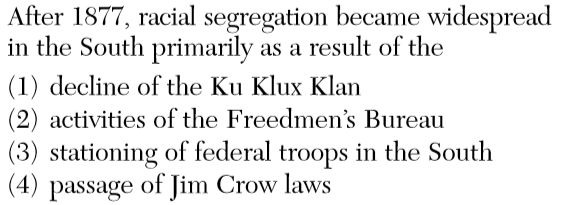 After 1877, racial segregation became widespread
in the South primarily as a result of the
(1) decline of the Ku Klux Klan
(2) activities of the Freedmen’s Bureau
(3) stationing of federal troops in the South
(4) passage of Jim Crow laws